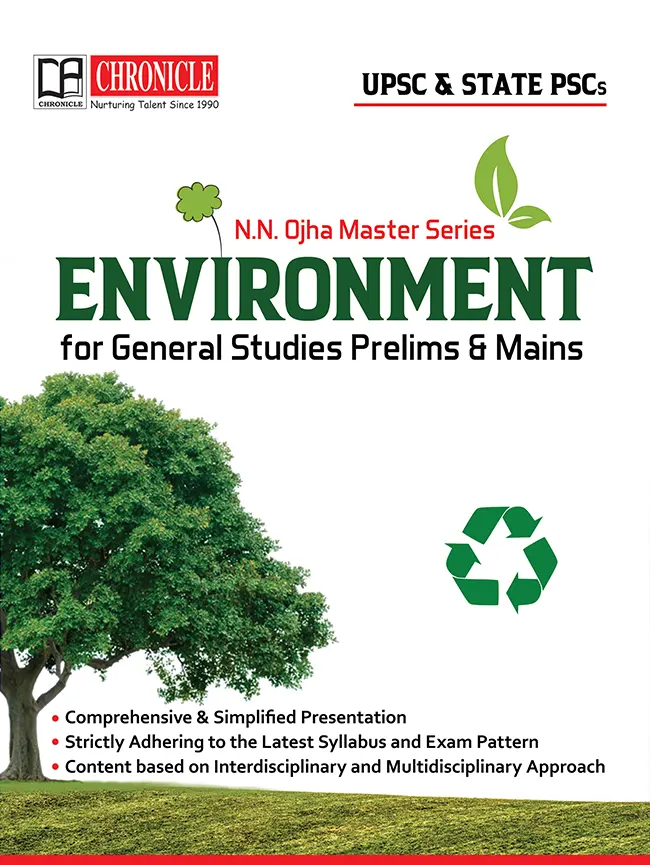 CHRONICLE
CHRONICLE
Nurturing Talent Since 1990
UPSC & STATE PSCs
N.N. Ojha Master Series
ENVIRONMENT
for General Studies Prelims & Mains
• Comprehensive & Simplified Presentation
• Strictly Adhering to the Latest Syllabus and Exam Pattern
• Content based on Interdisciplinary and Multidisciplinary Approach